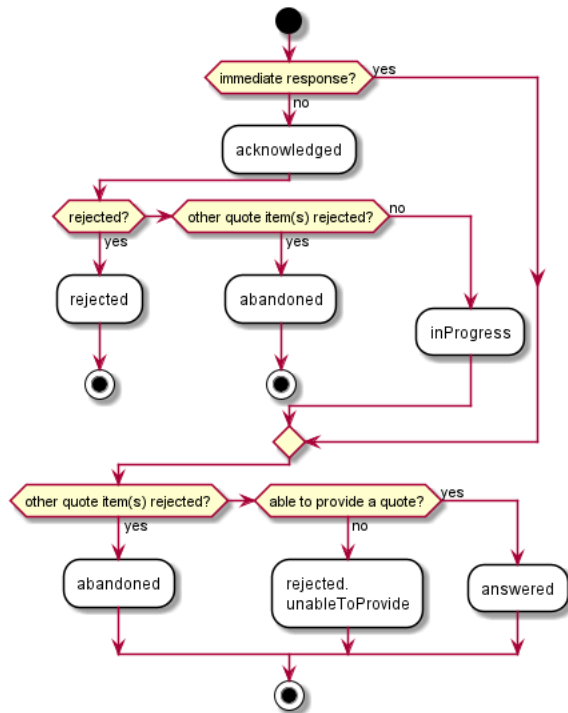 immediate response?
yes
no
acknowledged
rejected?
other quote item(s) rejected?
no
yes
yes
rejected
abandoned
inProgress
other quote item(s) rejected?
able to provide a quote?
yes
yes
no
abandoned
rejected.
unableToProvide
answered